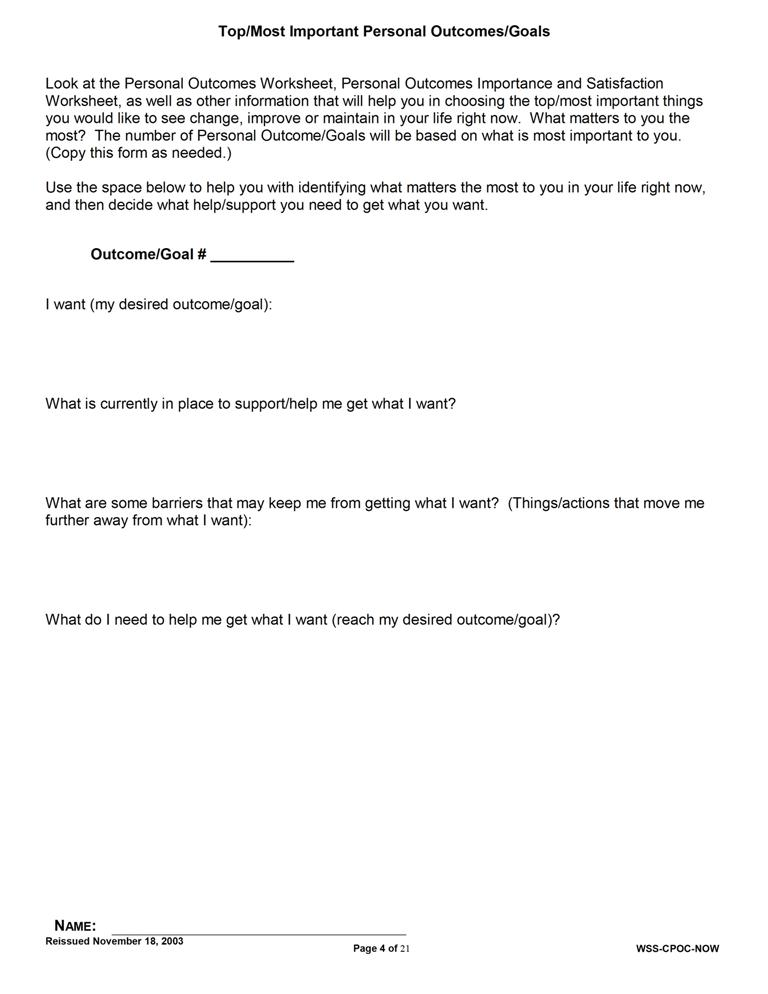 Top/Most Important Personal Outcomes/Goals
Look at the Personal Outcomes Worksheet, Personal Outcomes Importance and Satisfaction
Worksheet, as well as other information that will help you in choosing the top/most important things
you would like to see change, improve or maintain in your life right now.  What matters to you the
most?  The number of Personal Outcome/Goals will be based on what is most important to you.
(Copy this form as needed.)
Use the space below to help you with identifying what matters the most to you in your life right now,
and then decide what help/support you need to get what you want.
Outcome/Goal # __________
I want (my desired outcome/goal):
What is currently in place to support/help me get what I want?
What are some barriers that may keep me from getting what I want?  (Things/actions that move me
further away from what I want):
What do I need to help me get what I want (reach my desired outcome/goal)?
NAME: ____________________
Reissued November 18, 2003
Page 4 of 21
WSS-CPOC-NOW